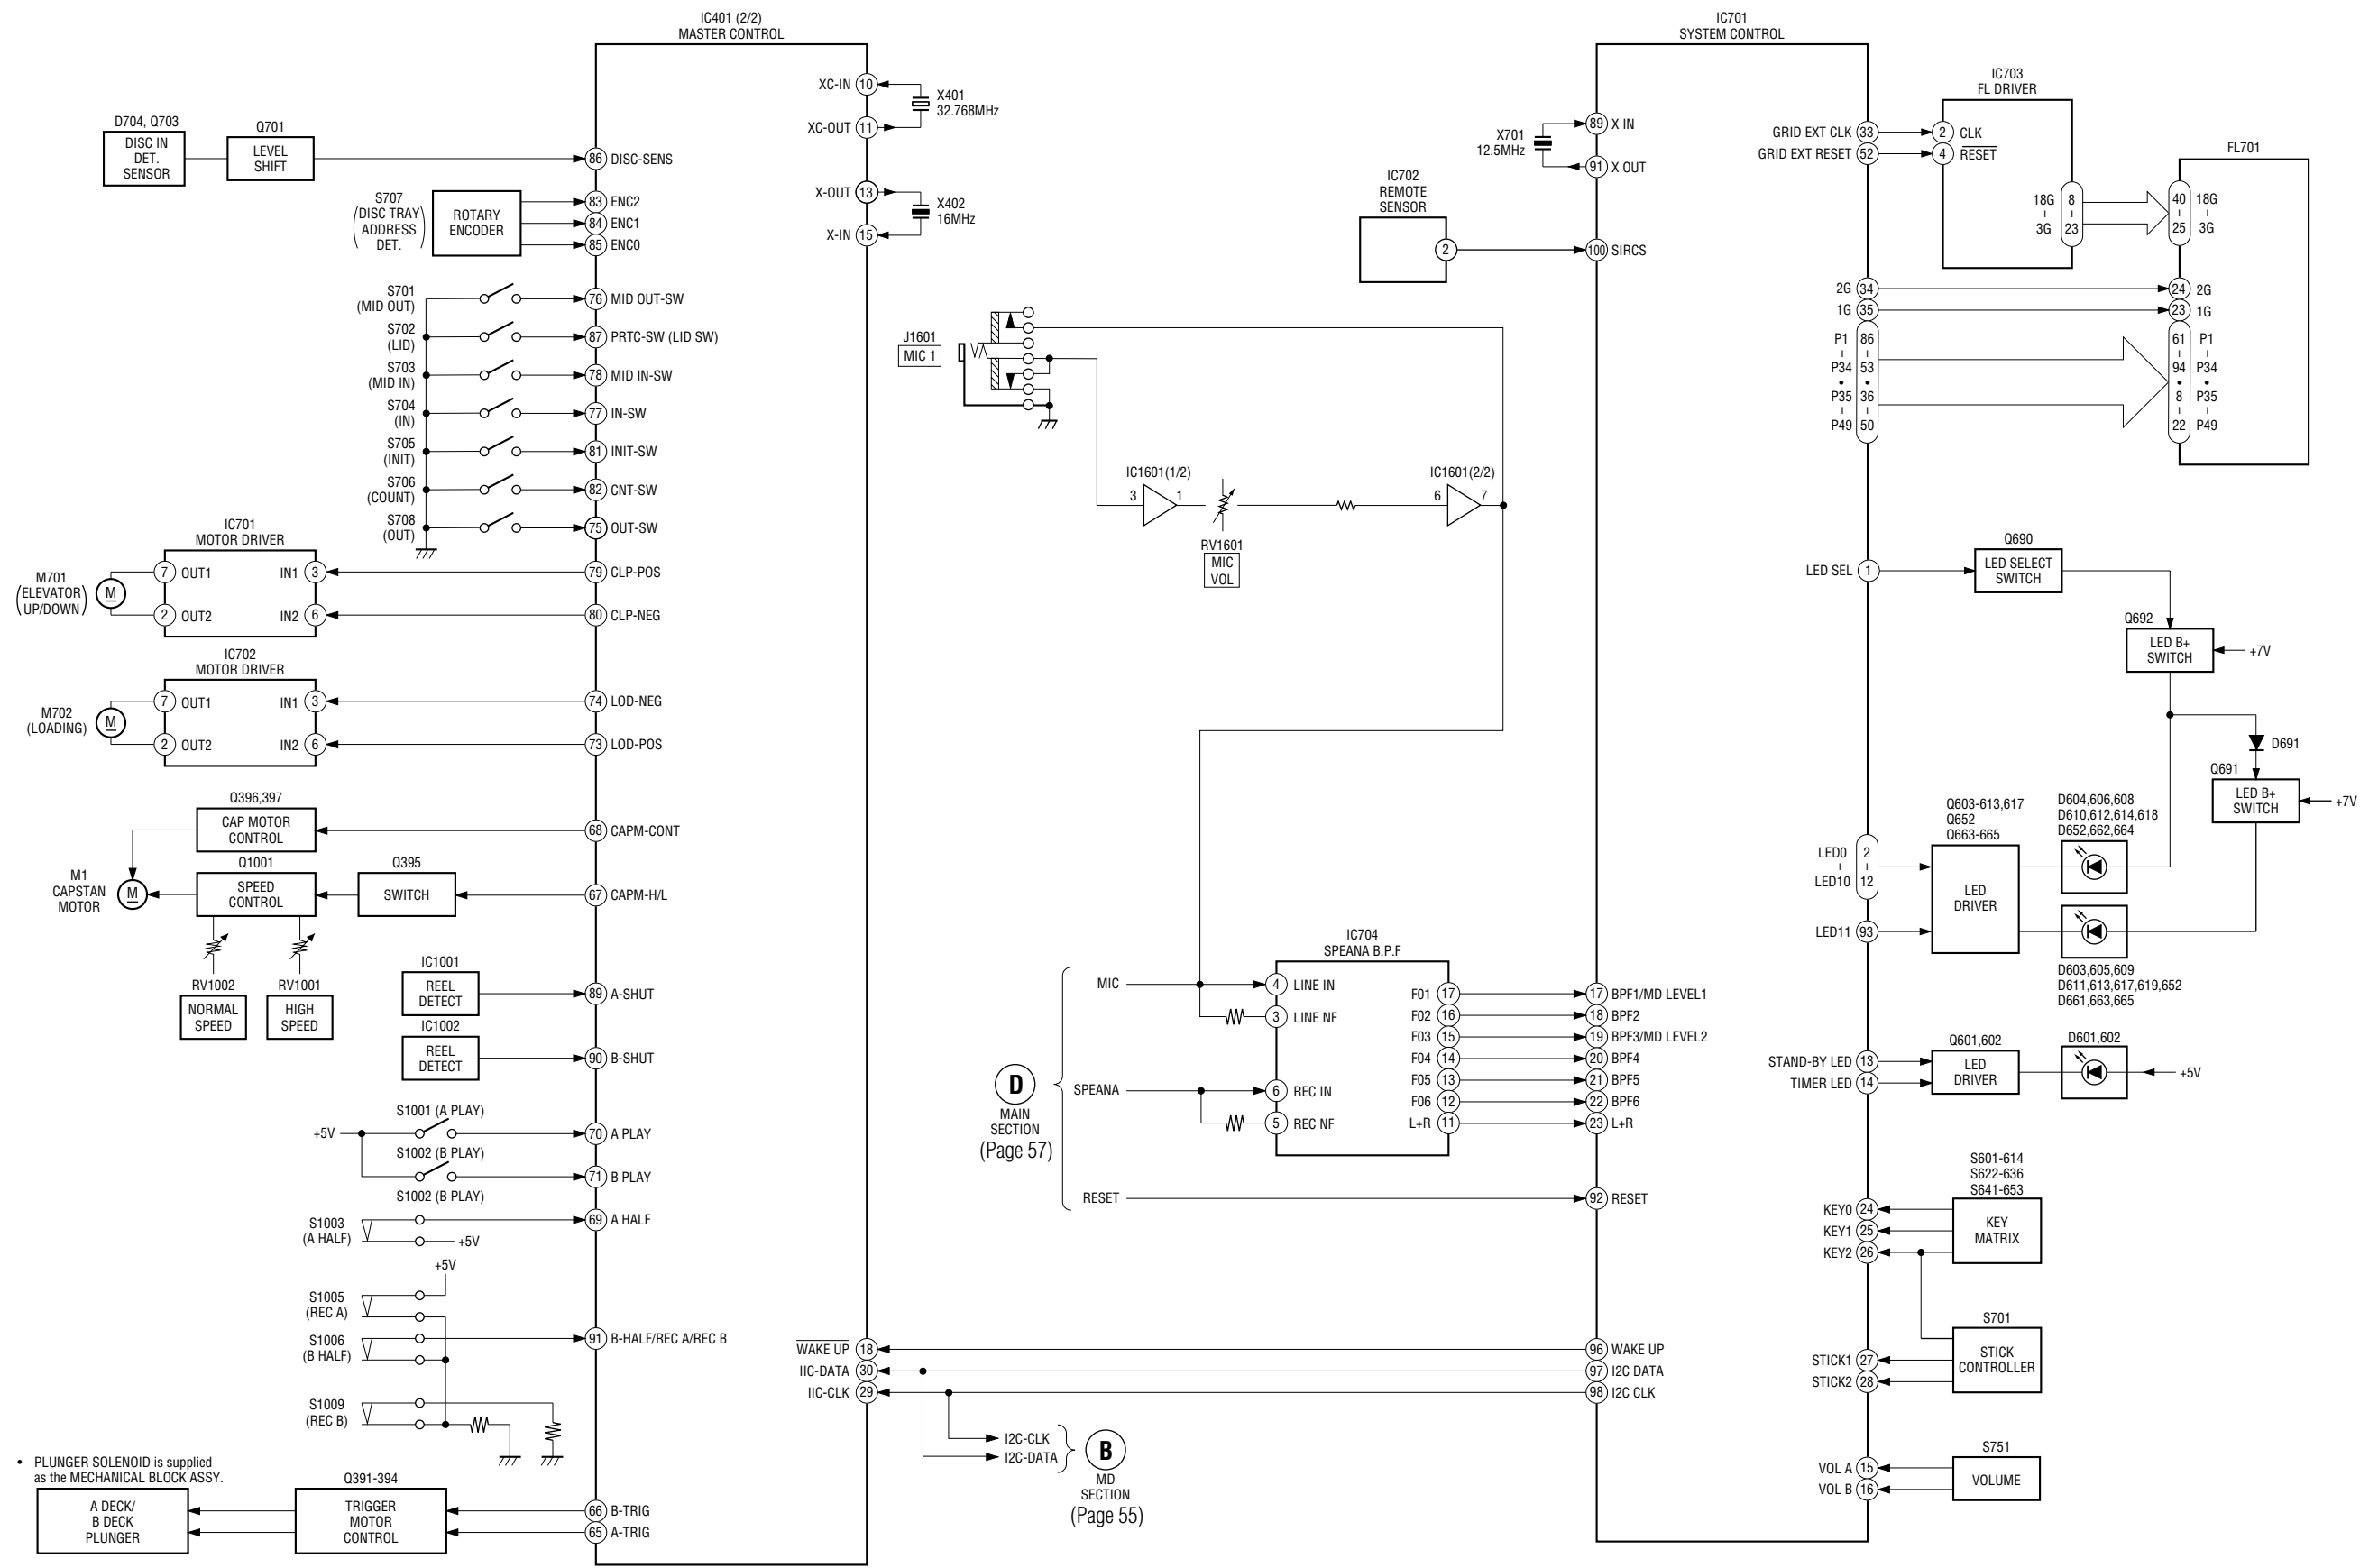 IC401 (2/2)
MASTER CONTROL
D704, Q703
DISC IN
DET.
SENSOR
Q701
LEVEL
SHIFT
86 DISC-SENS
S707
(DISC TRAY
ADDRESS
DET.)
ROTARY
ENCODER
83 ENC2
84 ENC1
85 ENC0
S701
(MID OUT)
76 MID OUT-SW
S702
(LID)
87 PRTC-SW (LID SW)
S703
(MID IN)
78 MID IN-SW
S704
(IN)
77 IN-SW
S705
(INIT)
81 INIT-SW
S706
(COUNT)
82 CNT-SW
S708
(OUT)
75 OUT-SW
IC701
MOTOR DRIVER
M701
(ELEVATOR
UP/DOWN)
M
7 OUT1
IN1 3
79 CLP-POS
2 OUT2
IN2 6
80 CLP-NEG
IC702
MOTOR DRIVER
M702
(LOADING)
M
7 OUT1
IN1 3
74 LOD-NEG
2 OUT2
IN2 6
73 LOD-POS
Q396,397
CAP MOTOR
CONTROL
68 CAPM-CONT
M1
CAPSTAN
MOTOR
M
Q1001
SPEED
CONTROL
Q395
SWITCH
67 CAPM-H/L
RV1002
NORMAL
SPEED
RV1001
HIGH
SPEED
IC1001
REEL
DETECT
89 A-SHUT
IC1002
REEL
DETECT
90 B-SHUT
S1001 (A PLAY)
+5V
70 A PLAY
S1002 (B PLAY)
71 B PLAY
S1002 (B PLAY)
S1003
(A HALF)
69 A HALF
+5V
+5V
S1005
(REC A)
S1006
(B HALF)
91 B-HALF/REC A/REC B
S1009
(REC B)
• PLUNGER SOLENOID is supplied
as the MECHANICAL BLOCK ASSY.
A DECK/
B DECK
PLUNGER
Q391-394
TRIGGER
MOTOR
CONTROL
66 B-TRIG
65 A-TRIG
XC-IN 10
X401
32.768MHz
XC-OUT 11
X-OUT 13
X402
16MHz
X-IN 15
WAKE UP 18
IIC-DATA 30
IIC-CLK 29
I2C-CLK
I2C-DATA
B
MD
SECTION
(Page 55)
J1601
MIC 1
IC1601(1/2)
3 1
RV1601
MIC
VOL
IC1601(2/2)
6 7
D
MAIN
SECTION
(Page 57)
MIC
SPEANA
RESET
IC704
SPEANA B.P.F
4 LINE IN
3 LINE NF
6 REC IN
5 REC NF
F01 17
F02 16
F03 15
F04 14
F05 13
F06 12
L+R 11
IC701
SYSTEM CONTROL
X701
12.5MHz
89 X IN
91 X OUT
IC702
REMOTE
SENSOR
2
100 SIRCS
17 BPF1/MD LEVEL1
18 BPF2
19 BPF3/MD LEVEL2
20 BPF4
21 BPF5
22 BPF6
23 L+R
92 RESET
96 WAKE UP
97 I2C DATA
98 I2C CLK
GRID EXT CLK 33
GRID EXT RESET 52
IC703
FL DRIVER
2 CLK
4 RESET
18G 8
3G 23
FL701
40 18G
25 3G
2G 34
24 2G
1G 35
23 1G
P1 86
P34 53
P35 36
P49 50
61 P1
94 P34
8 P35
22 P49
LED SEL 1
Q690
LED SELECT
SWITCH
Q692
LED B+
SWITCH
+7V
D691
Q691
LED B+
SWITCH
+7V
LED0 2
LED10 12
LED11 93
Q603-613,617
Q652
Q663-665
LED
DRIVER
D604,606,608
D610,612,614,618
D652,662,664
D603,605,609
D611,613,617,619,652
D661,663,665
STAND-BY LED 13
TIMER LED 14
Q601,602
LED
DRIVER
D601,602
+5V
S601-614
S622-636
S641-653
KEY0 24
KEY1 25
KEY2 26
KEY
MATRIX
S701
STICK
CONTROLLER
STICK1 27
STICK2 28
S751
VOLUME
VOL A 15
VOL B 16